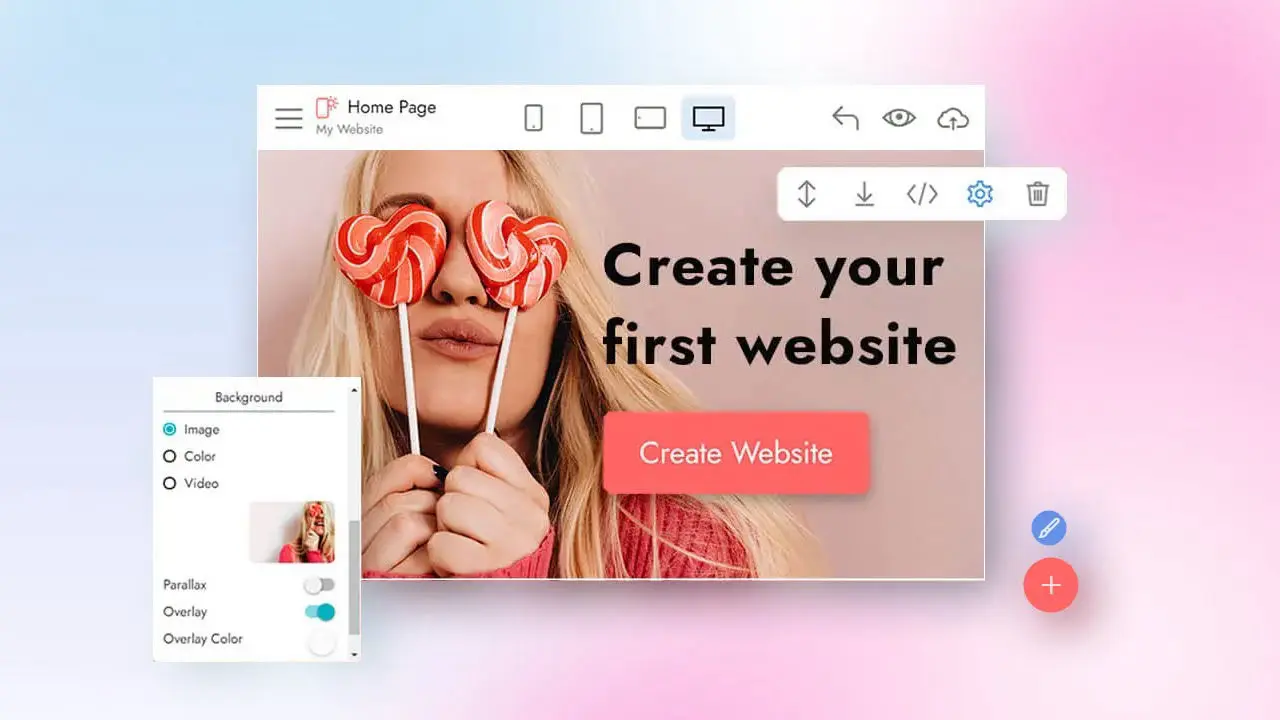 Home Page
My Website
Create your
first website
Create Website
Background
Image
Color
Video
Parallax
Overlay
Overlay Color